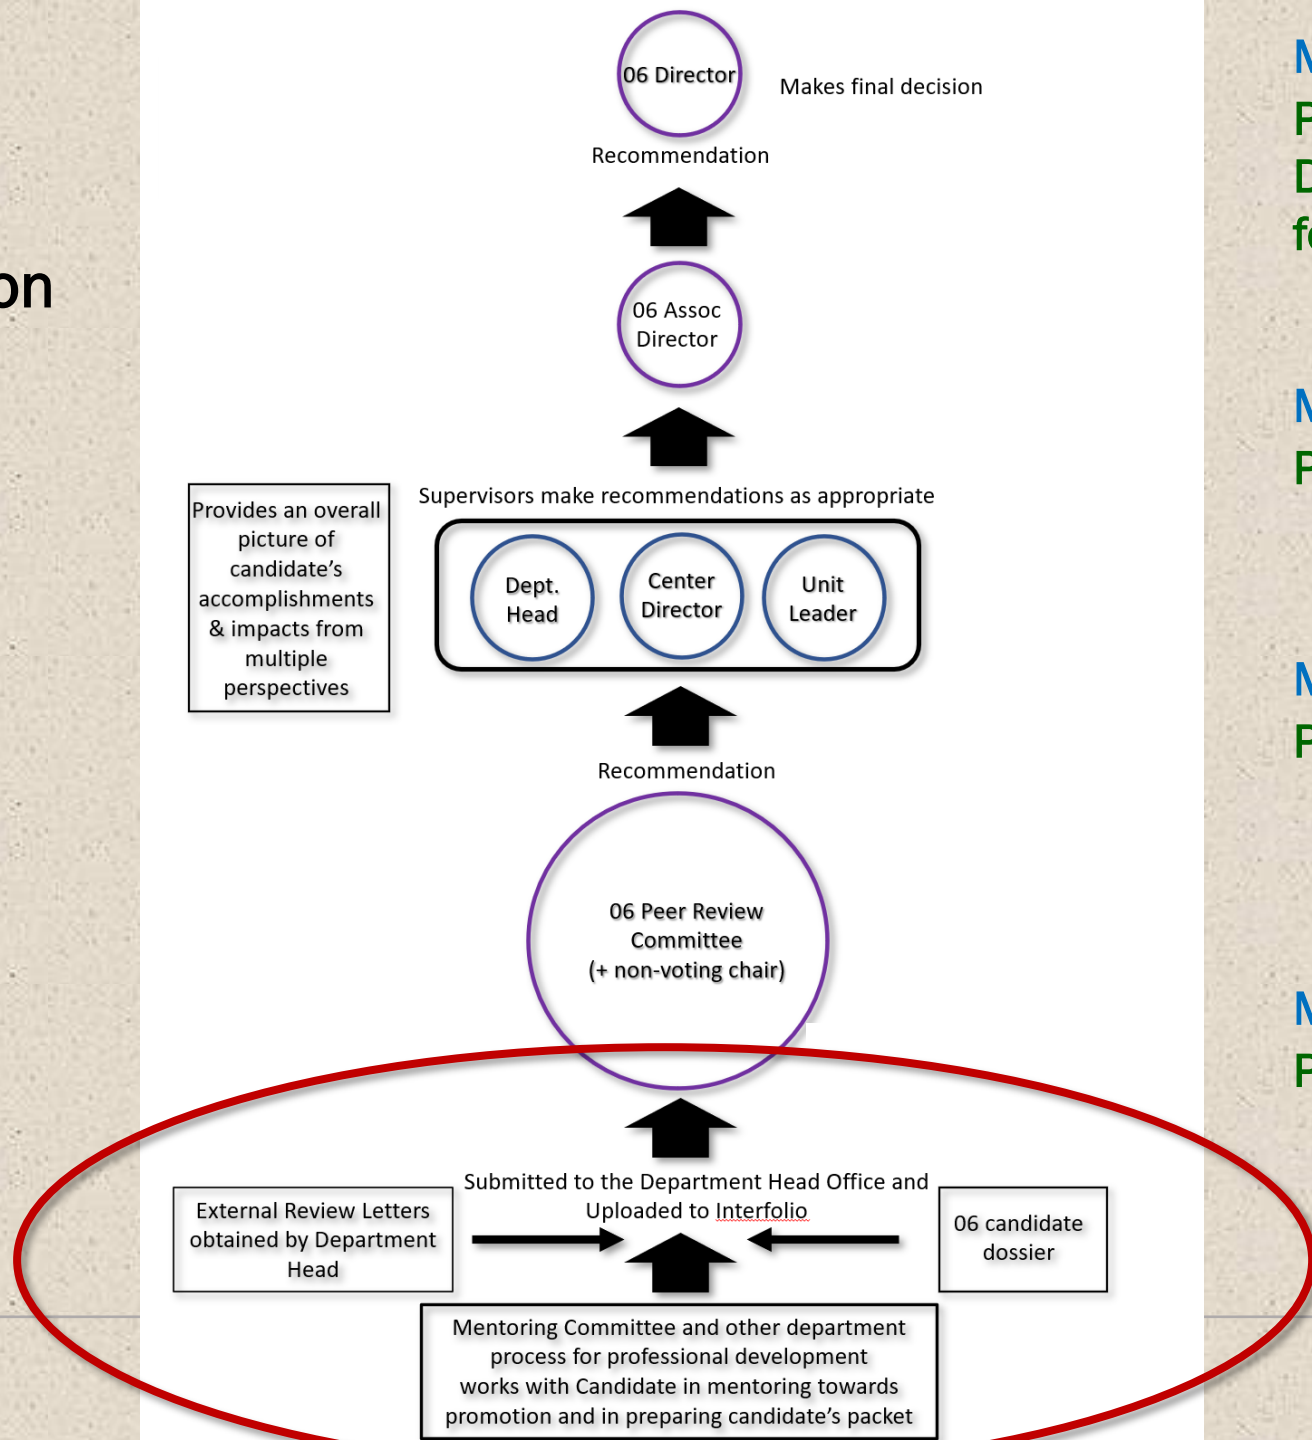 06 Director
Makes final decision
Recommendation
on
06 Assoc
Director
Supervisors make recommendations as appropriate
Provides an overall
picture of
candidate’s
accomplishments
& impacts from
multiple
perspectives
Dept.
Head
Center
Director
Unit
Leader
Recommendation
06 Peer Review
Committee
(+ non-voting chair)
Submitted to the Department Head Office and
Uploaded to Interfolio
External Review Letters
obtained by Department
Head
06 candidate
dossier
Mentoring Committee and other department
process for professional development
works with Candidate in mentoring towards
promotion and in preparing candidate’s packet